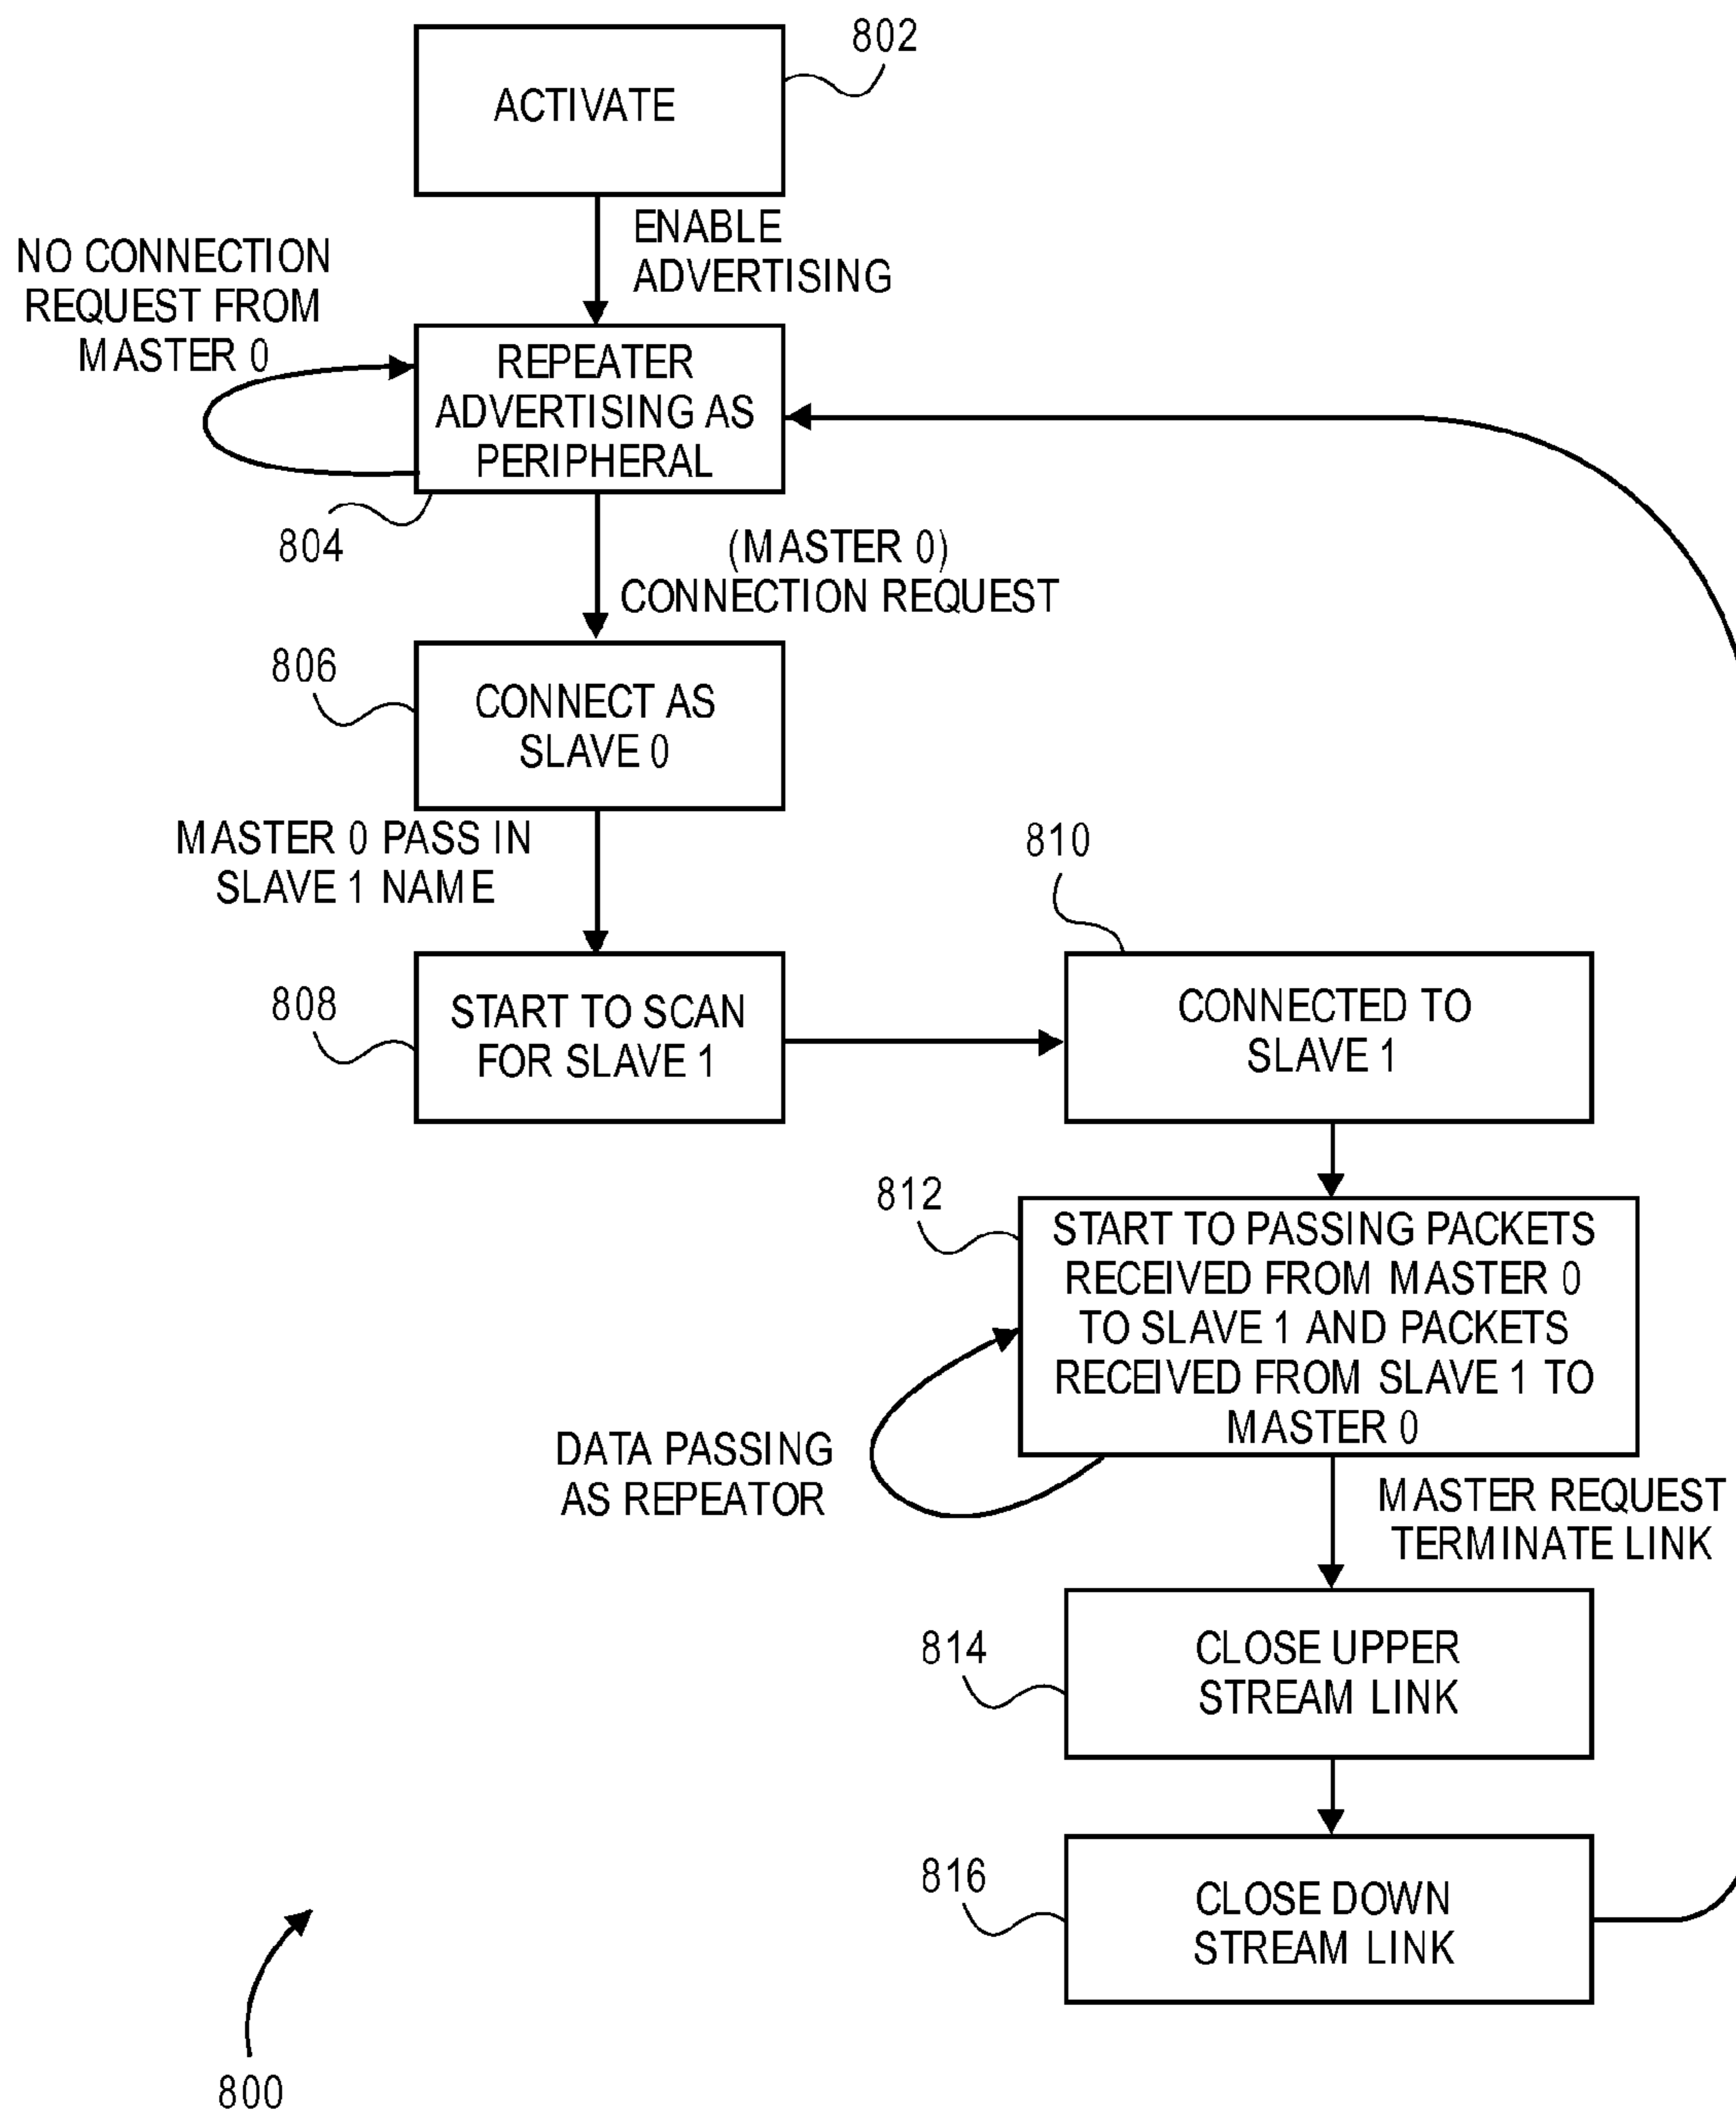 802
ACTIVATE
ENABLE
ADVERTISING
NO CONNECTION
REQUEST FROM
MASTER 0
REPEATER
ADVERTISING AS
PERIPHERAL
804
(MASTER 0)
CONNECTION REQUEST
806
CONNECT AS
SLAVE 0
MASTER 0 PASS IN
SLAVE 1 NAME
808
START TO SCAN
FOR SLAVE 1
810
CONNECTED TO
SLAVE 1
812
START TO PASSING PACKETS
RECEIVED FROM MASTER 0
TO SLAVE 1 AND PACKETS
RECEIVED FROM SLAVE 1 TO
MASTER 0
DATA PASSING
AS REPEATOR
MASTER REQUEST
TERMINATE LINK
814
CLOSE UPPER
STREAM LINK
816
CLOSE DOWN
STREAM LINK
800